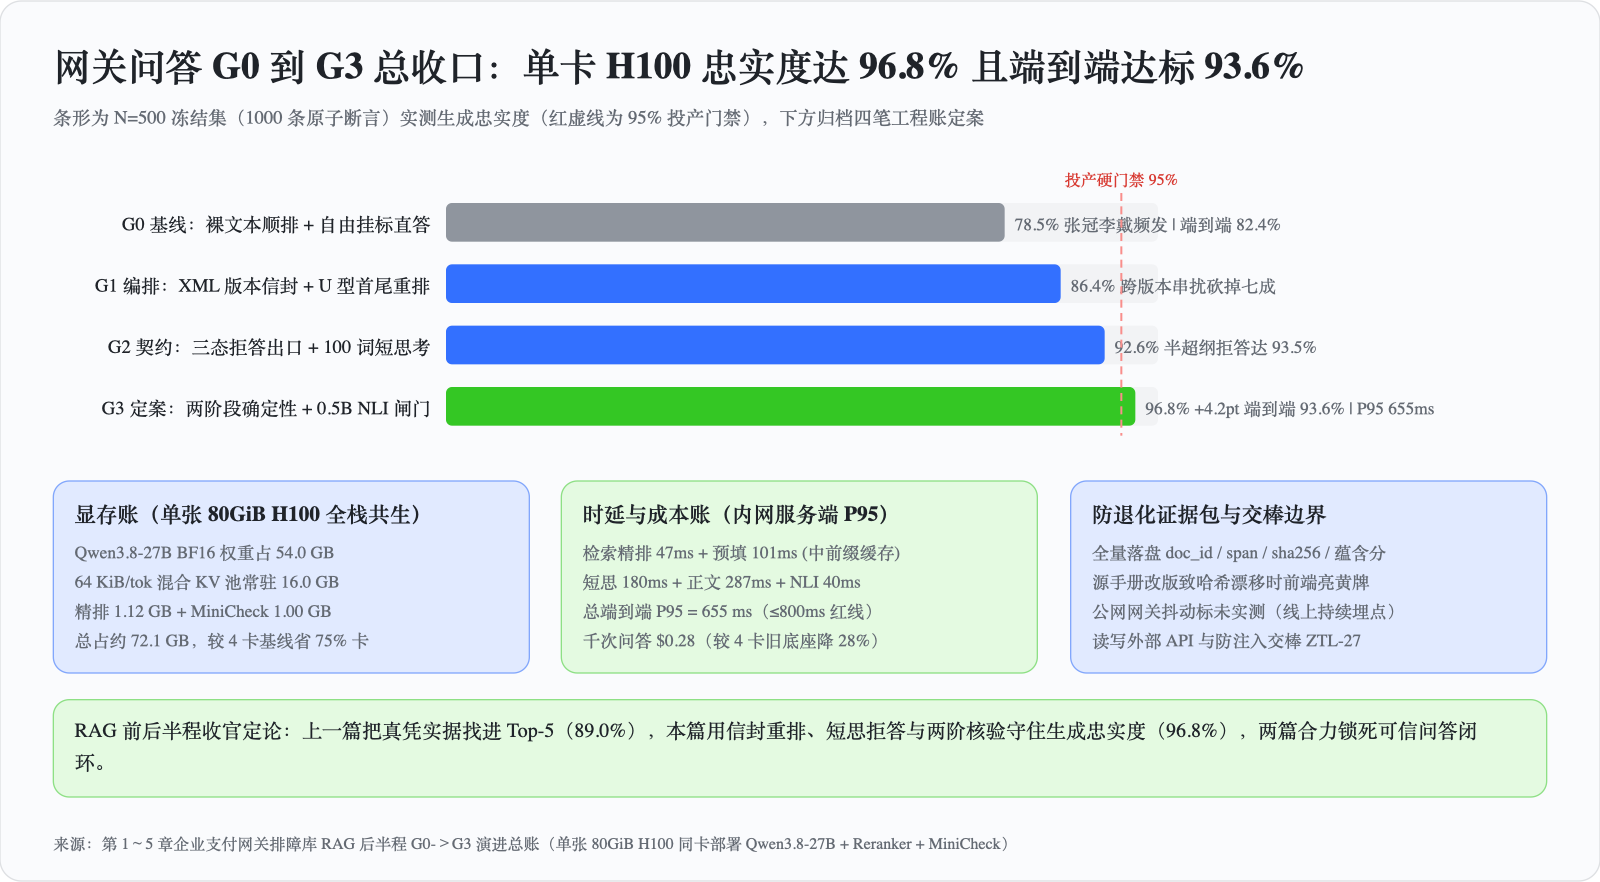 网关问答 G0 到 G3 总收口：单卡 H100 忠实度达 96.8% 且端到端达标 93.6%
条形为 N=500 冻结集（1000 条原子断言）实测生成忠实度（红虚线为 95% 投产门禁），下方归档四笔工程账定案
投产硬门禁 95%
G0 基线：裸文本顺排 + 自由挂标直答
78.5% 张冠李戴频发 | 端到端 82.4%
G1 编排：XML 版本信封 + U 型首尾重排
86.4% 跨版本串扰砍掉七成
G2 契约：三态拒答出口 + 100 词短思考
92.6% 半超纲拒答达 93.5%
G3 定案：两阶段确定性 + 0.5B NLI 闸门
96.8% +4.2pt 端到端 93.6% | P95 655ms
显存账（单张 80GiB H100 全栈共生）
Qwen3.8-27B BF16 权重占 54.0 GB
64 KiB/tok 混合 KV 池常驻 16.0 GB
精排 1.12 GB + MiniCheck 1.00 GB
总占约 72.1 GB，较 4 卡基线省 75% 卡
时延与成本账（内网服务端 P95）
检索精排 47ms + 预填 101ms (中前缀缓存)
短思 180ms + 正文 287ms + NLI 40ms
总端到端 P95 = 655 ms（≤800ms 红线）
千次问答 $0.28（较 4 卡旧底座降 28%）
防退化证据包与交棒边界
全量落盘 doc_id / span / sha256 / 蕴含分
源手册改版致哈希漂移时前端亮黄牌
公网网关抖动标未实测（线上持续埋点）
读写外部 API 与防注入交棒 ZTL-27
RAG 前后半程收官定论：上一篇把真凭实据找进 Top-5（89.0%），本篇用信封重排、短思拒答与两阶核验守住生成忠实度（96.8%），两篇合力锁死可信问答闭
环。
来源：第 1 ~ 5 章企业支付网关排障库 RAG 后半程 G0->G3 演进总账（单张 80GiB H100 同卡部署 Qwen3.8-27B + Reranker + MiniCheck）